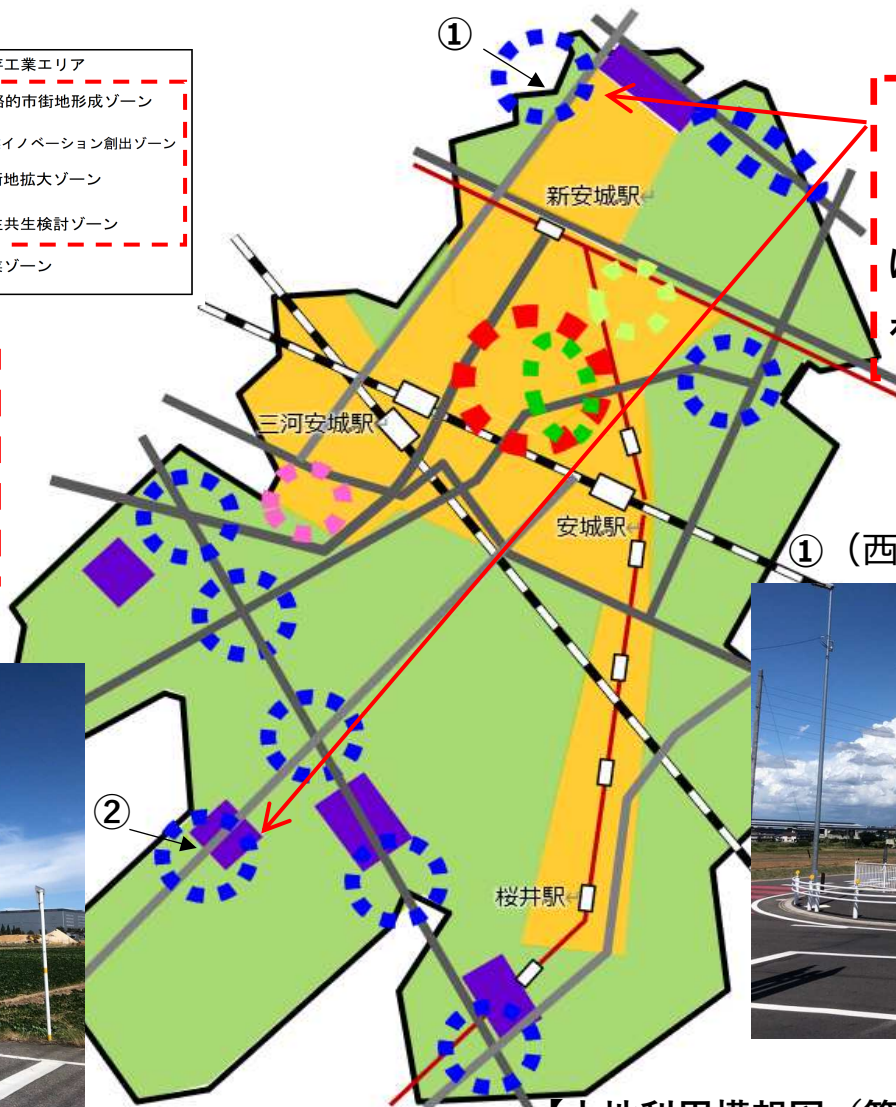 ①
工業エリア
的市街地形成ゾーン
イノベーション創出ゾーン
地拡大ゾーン
共生検討ゾーン
ゾーン
新安城駅
三河安城駅
安城駅
①（西
②
桜井駅